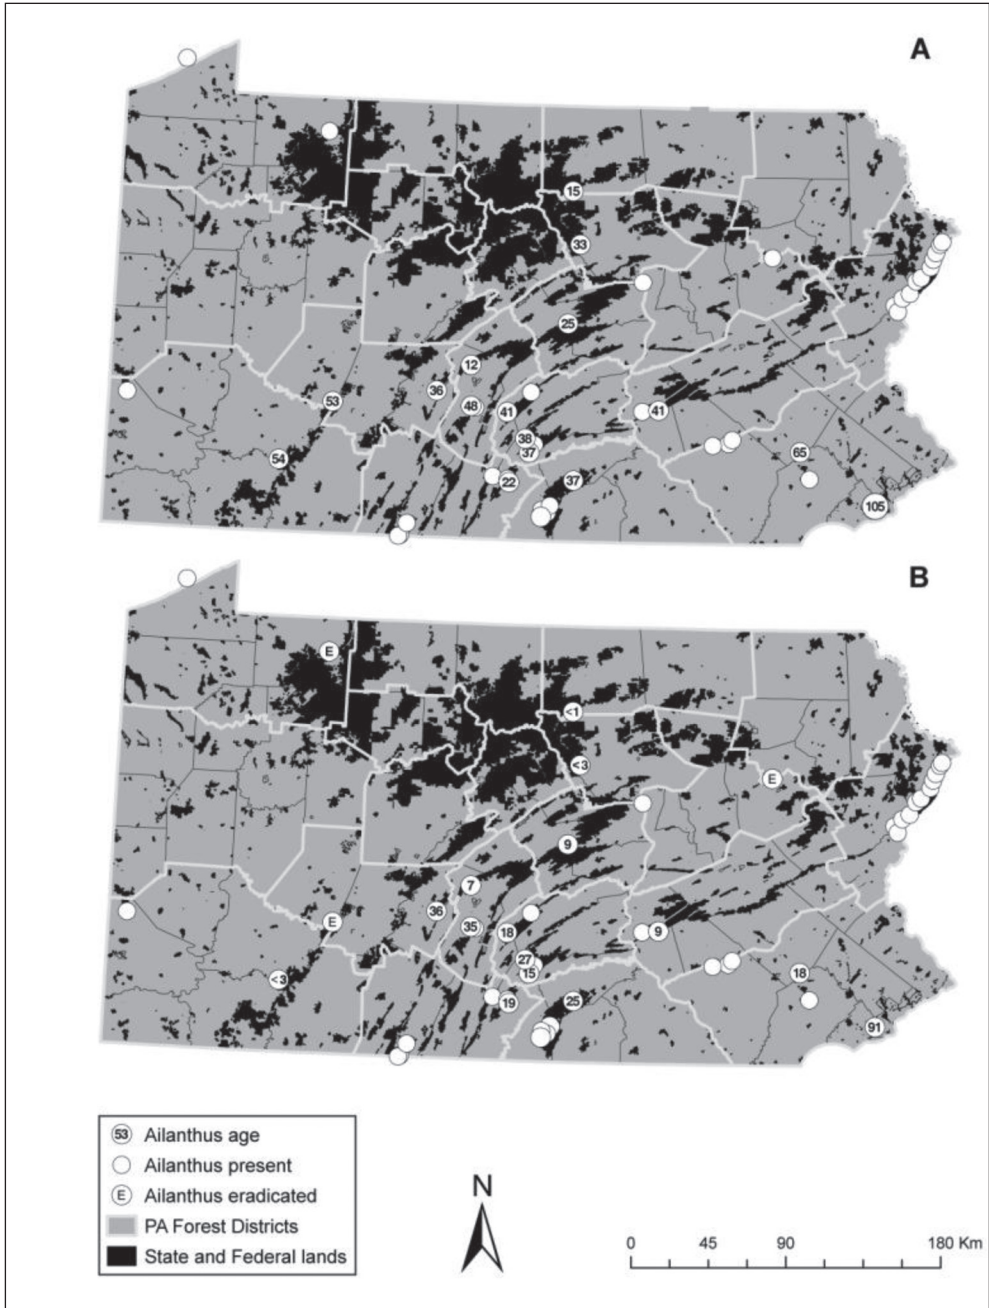 A
15
33
25
12
36
53
48
41
41
38
37
54
65
22
37
105
B
E
<1
<3
E
9
7
36
E
35
18
9
27
15
<3
18
19
25
91
53 Ailanthus age
Ailanthus present
E Ailanthus eradicated
PA Forest Districts
State and Federal lands
N
0 45 90 180 Km